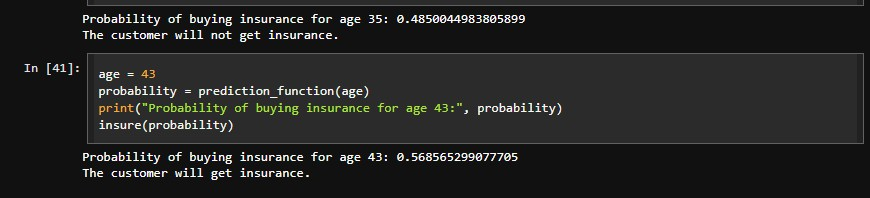 Probability of buying insurance for age 35: 0.4850044983805899
The customer will not get insurance.
In [41]:
age = 43
probability = prediction_function(age)
print("Probability of buying insurance for age 43:", probability)
insure(probability)
Probability of buying insurance for age 43: 0.568565299077705
The customer will get insurance.